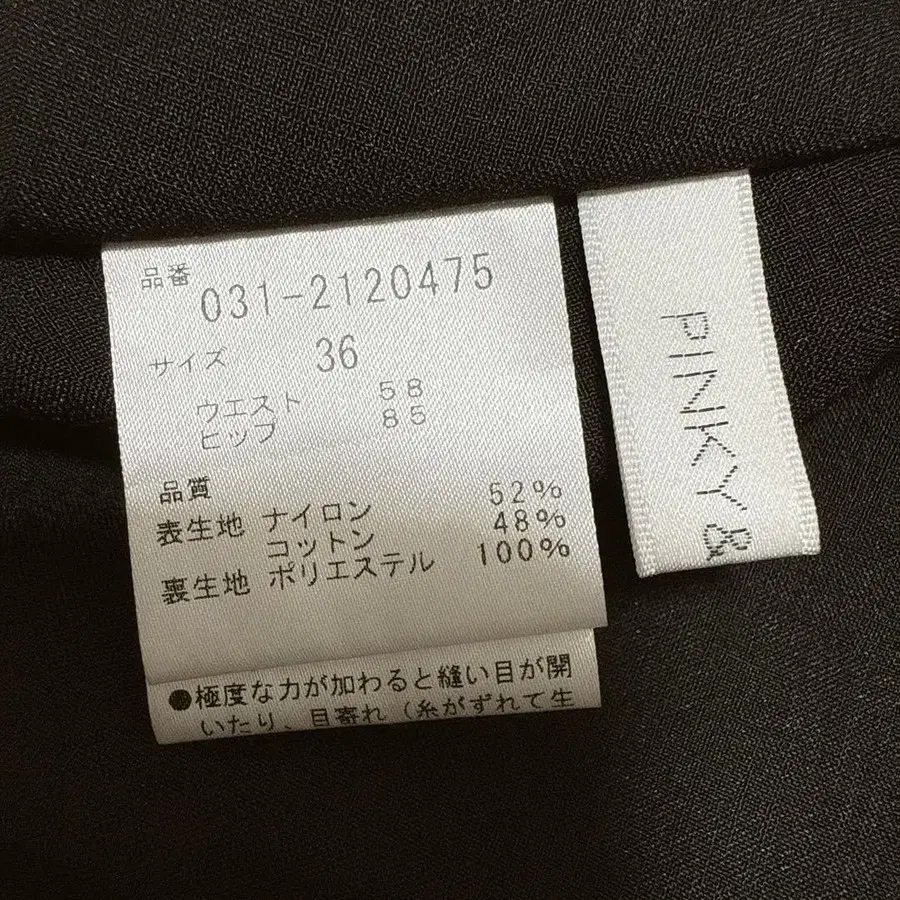 品番
031-2120475
サイズ 36
ウエスト 58
ヒップ 85
品質
表生地 ナイロン 52%
コットン 48%
裏生地 ポリエステル 100%
●極度な力が加わると縫い目が開
いたり、目寄れ（糸がずれて生
PINKY&